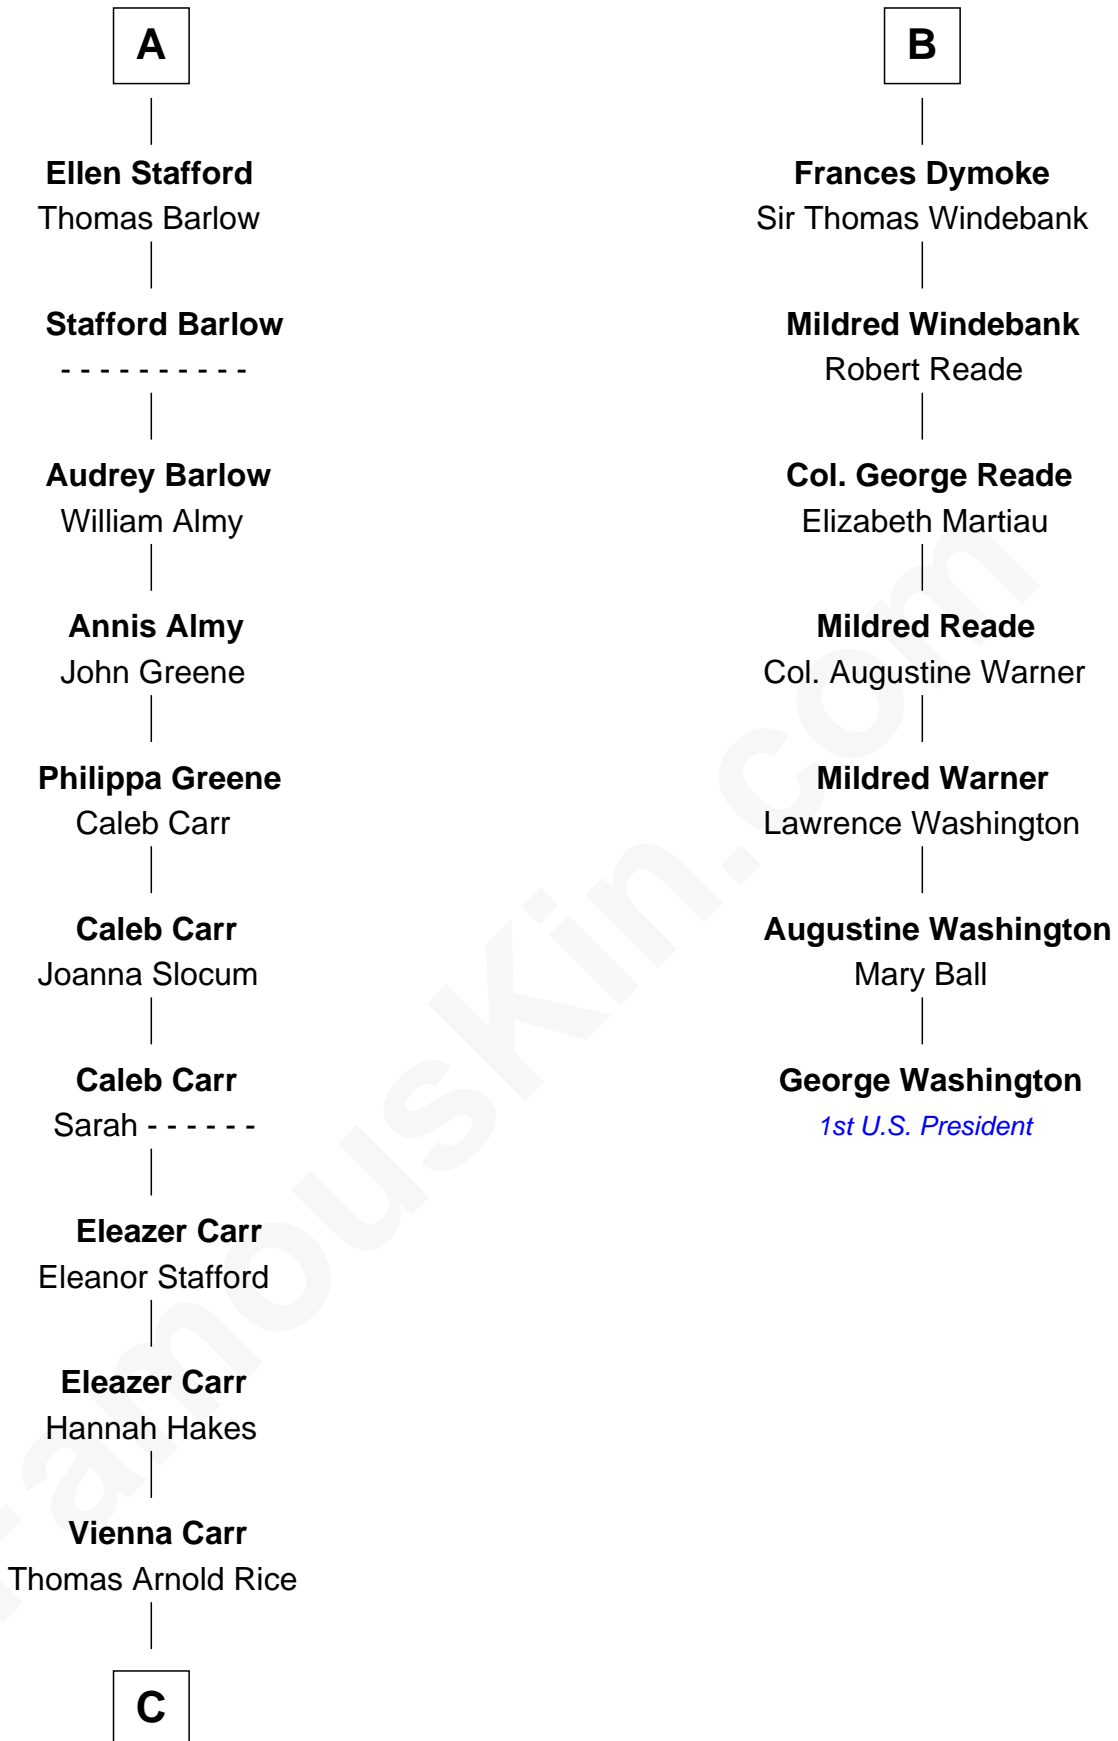 A
Ellen Stafford
Thomas Barlow
Stafford Barlow
- - - - - - - - - -
Audrey Barlow
William Almy
Annis Almy
John Greene
Philippa Greene
Caleb Carr
Caleb Carr
Joanna Slocum
Caleb Carr
Sarah - - - - - -
Eleazer Carr
Eleanor Stafford
Eleazer Carr
Hannah Hakes
Vienna Carr
Thomas Arnold Rice
C
B
Frances Dymoke
Sir Thomas Windebank
Mildred Windebank
Robert Reade
Col. George Reade
Elizabeth Martiau
Mildred Reade
Col. Augustine Warner
Mildred Warner
Lawrence Washington
Augustine Washington
Mary Ball
George Washington
1st U.S. President
FamousKin.com